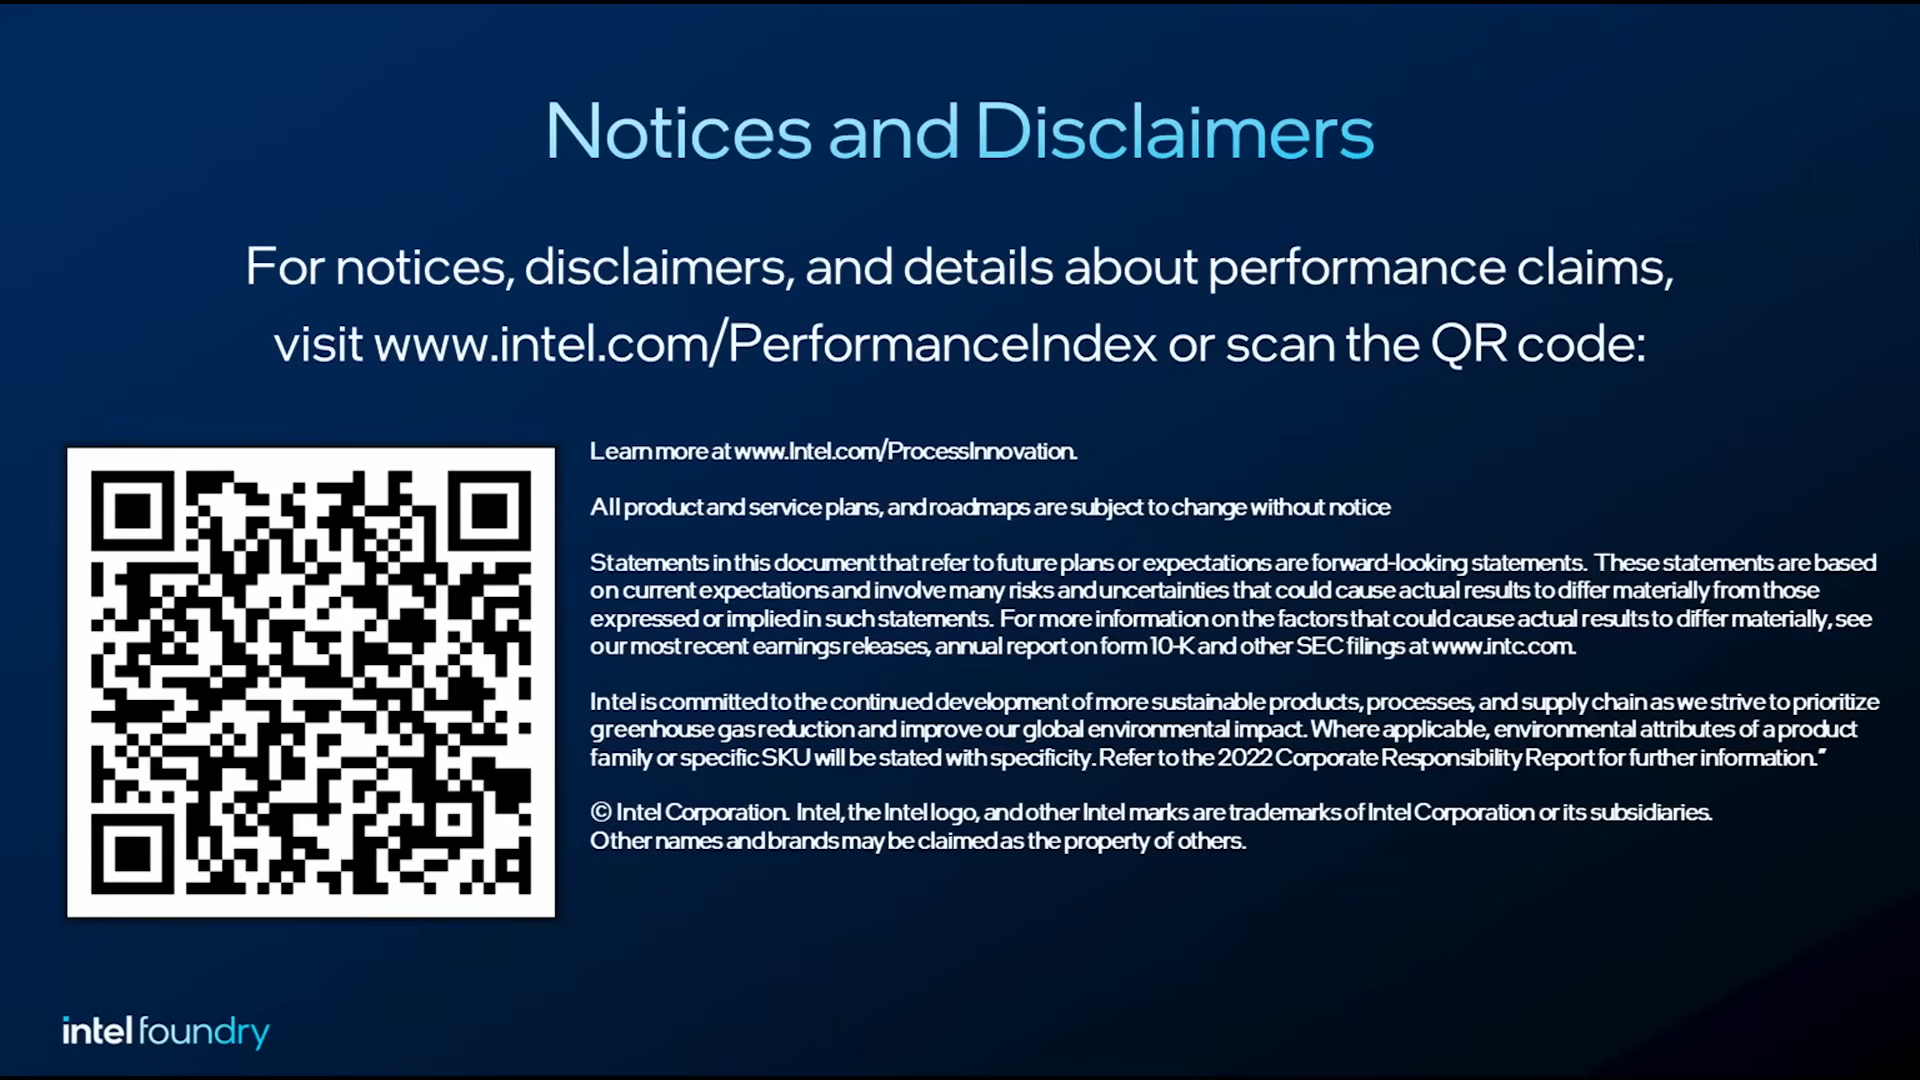 Notices and Disclaimers
For notices, disclaimers, and details about performance claims,
visit www.intel.com/PerformanceIndex or scan the QR code:
Learn more at www.Intel.com/ProcessInnovation.
All product and service plans, and roadmaps are subject to change without notice
Statements in this document that refer to future plans or expectations are forward-looking statements. These statements are based
on current expectations and involve many risks and uncertainties that could cause actual results to differ materially from those
expressed or implied in such statements. For more information on the factors that could cause actual results to differ materially, see
our most recent earnings releases, annual report on form 10-K and other SEC filings at www.intc.com.
Intel is committed to the continued development of more sustainable products, processes, and supply chain as we strive to prioritize
greenhouse gas reduction and improve our global environmental impact. Where applicable, environmental attributes of a product
family or specific SKU will be stated with specificity. Refer to the 2022 Corporate Responsibility Report for further information.”
© Intel Corporation. Intel, the Intel logo, and other Intel marks are trademarks of Intel Corporation or its subsidiaries.
Other names and brands may be claimed as the property of others.
intel foundry